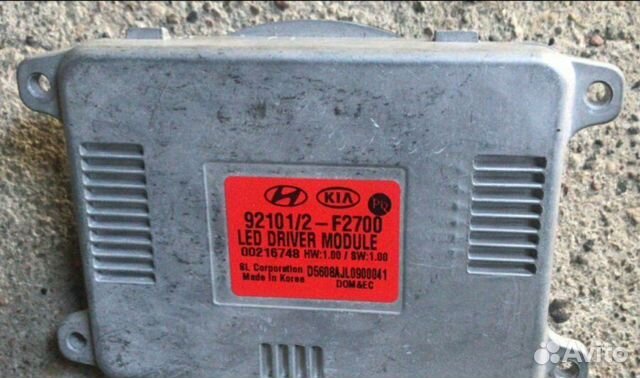 KIA PQ
92101/2-F2700
LED DRIVER MODULE
00216748 HW:1.00 / SW:1.00
SL Corporation D5608AJL0900041
Made In Korea DOM&EC
Avito